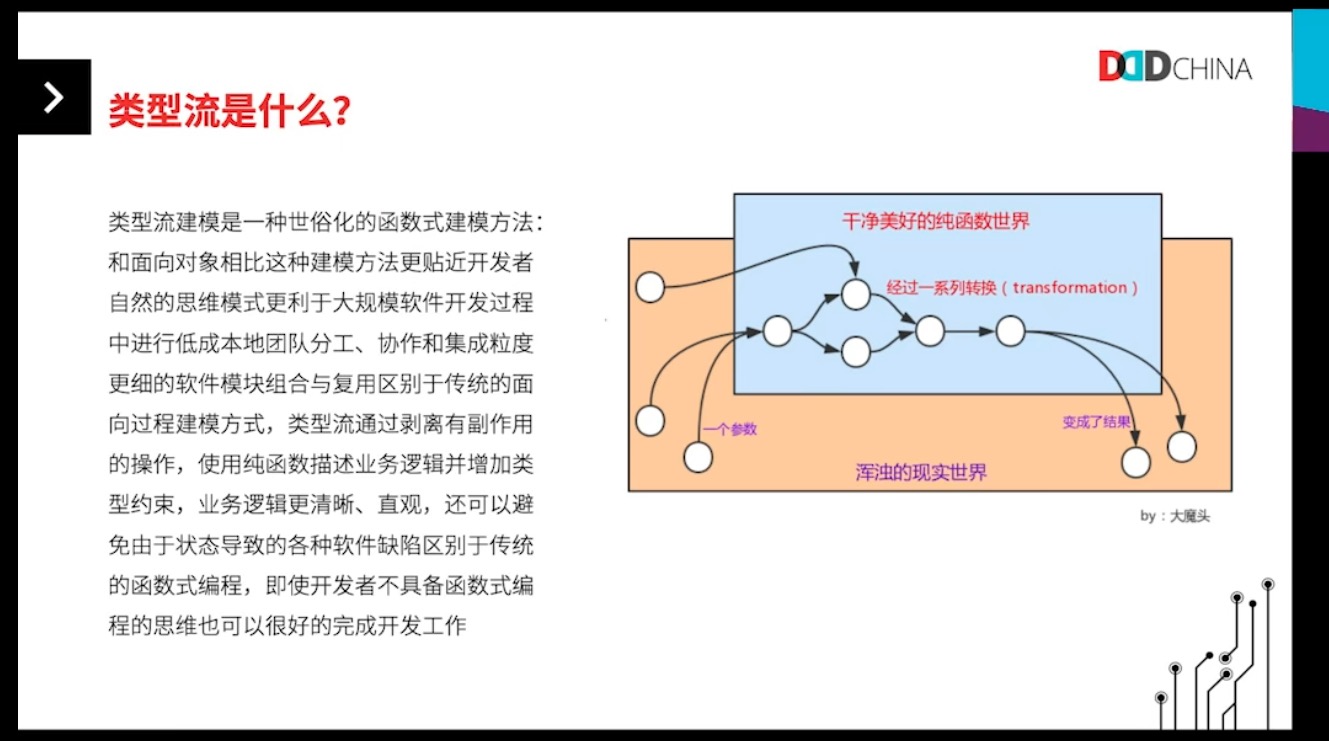 DDD CHINA
类型流是什么？
类型流建模是一种世俗化的函数式建模方法：
和面向对象相比这种建模方法更贴近开发者
自然的思维模式更利于大规模软件开发过程
中进行低成本地团队分工、协作和集成粒度
更细的软件模块组合与复用区别于传统的面
向过程建模方式，类型流通过剥离有副作用
的操作，使用纯函数描述业务逻辑并增加类
型约束，业务逻辑更清晰、直观，还可以避
免由于状态导致的各种软件缺陷区别于传统
的函数式编程，即使开发者不具备函数式编
程的思维也可以很好的完成开发工作
干净美好的纯函数世界
经过一系列转换（transformation）
一个参数
变成了结果
浑浊的现实世界
by：大魔头